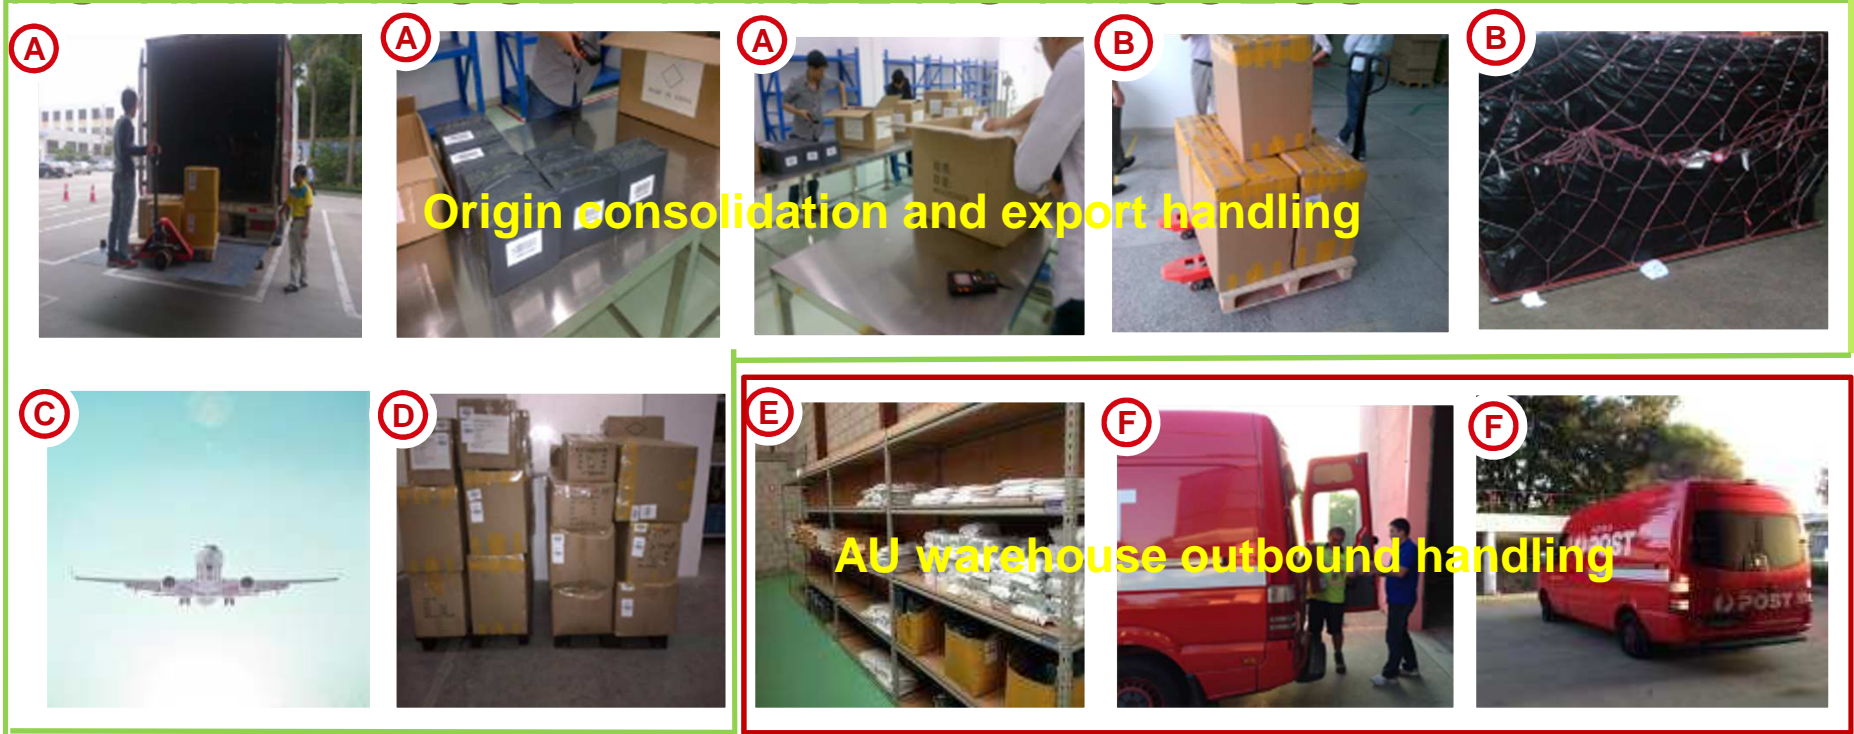 A
A
A
B
B
Origin consolidation and export handling
C
D
E
F
F
AU warehouse outbound handling
POST
POST